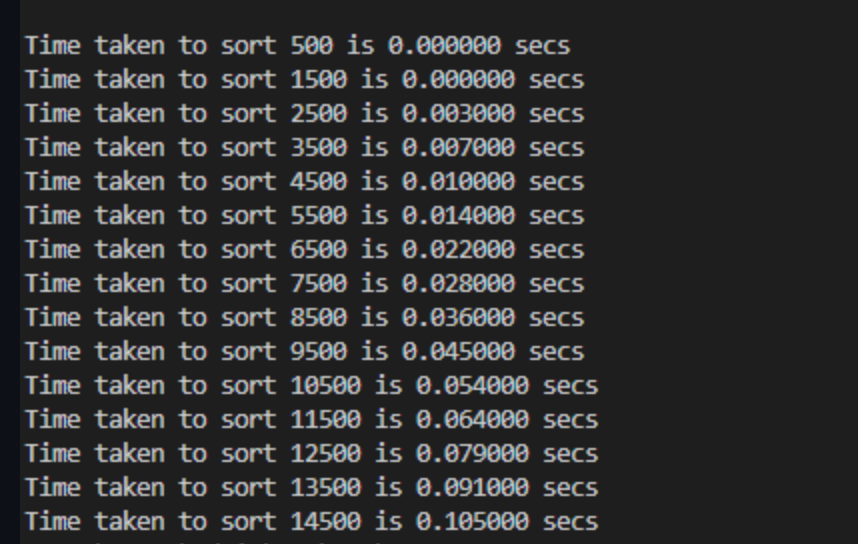 Time taken to sort 500 is 0.000000 secs
Time taken to sort 1500 is 0.000000 secs
Time taken to sort 2500 is 0.003000 secs
Time taken to sort 3500 is 0.007000 secs
Time taken to sort 4500 is 0.010000 secs
Time taken to sort 5500 is 0.014000 secs
Time taken to sort 6500 is 0.022000 secs
Time taken to sort 7500 is 0.028000 secs
Time taken to sort 8500 is 0.036000 secs
Time taken to sort 9500 is 0.045000 secs
Time taken to sort 10500 is 0.054000 secs
Time taken to sort 11500 is 0.064000 secs
Time taken to sort 12500 is 0.079000 secs
Time taken to sort 13500 is 0.091000 secs
Time taken to sort 14500 is 0.105000 secs